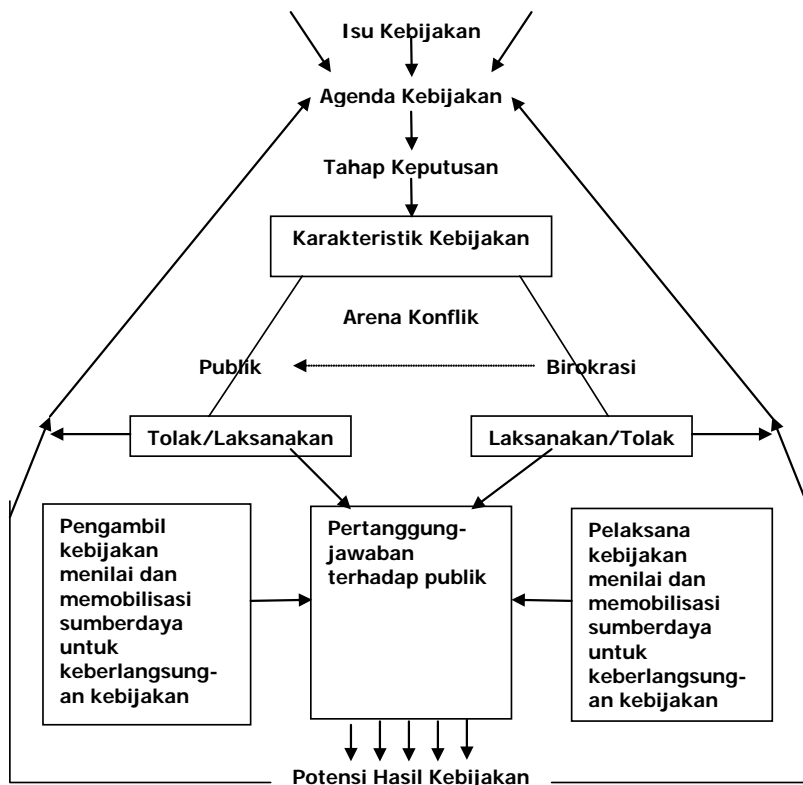 Isu Kebijakan
Agenda Kebijakan
Tahap Keputusan
Karakteristik Kebijakan
Arena Konflik
Publik
Birokrasi
Tolak/Laksanakan
Laksanakan/Tolak
Pengambil
kebijakan
menilai dan
memobilisasi
sumberdaya
untuk
keberlangsung-
an kebijakan
Pertanggung-
jawaban
terhadap publik
Pelaksana
kebijakan
menilai dan
memobilisasi
sumberdaya
untuk
keberlangsung-
an kebijakan
Potensi Hasil Kebijakan